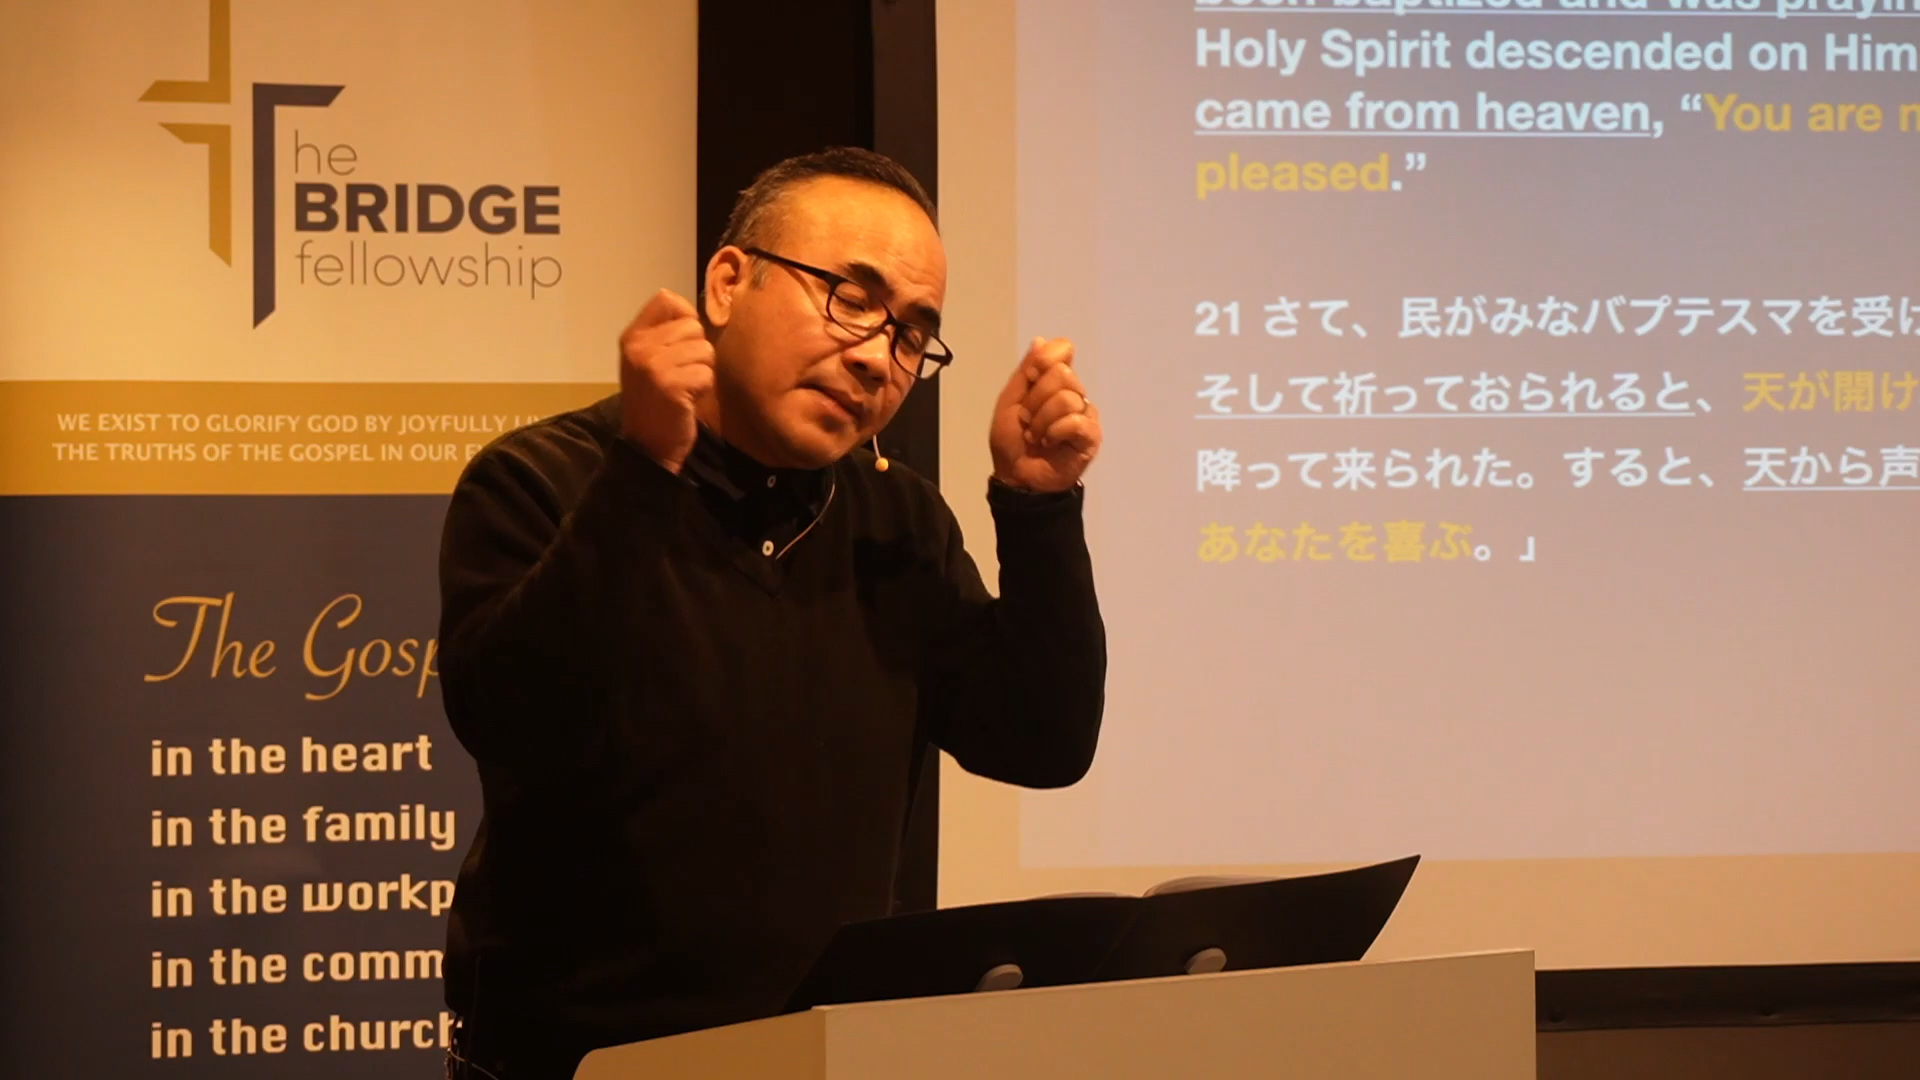 he
BRIDGE
fellowship
WE EXIST TO GLORIFY GOD BY JOYFULLY
THE TRUTHS OF THE GOSPEL IN OUR
The Gosp
in the heart
in the family
in the workp
in the comm
in the church
been baptized and was prayin
Holy Spirit descended on Him
came from heaven, “You are
pleased.”
21 さて、民がみなバプテスマを受け
そして祈っておられると、天が開け
降って来られた。すると、天から声
あなたを喜ぶ。」